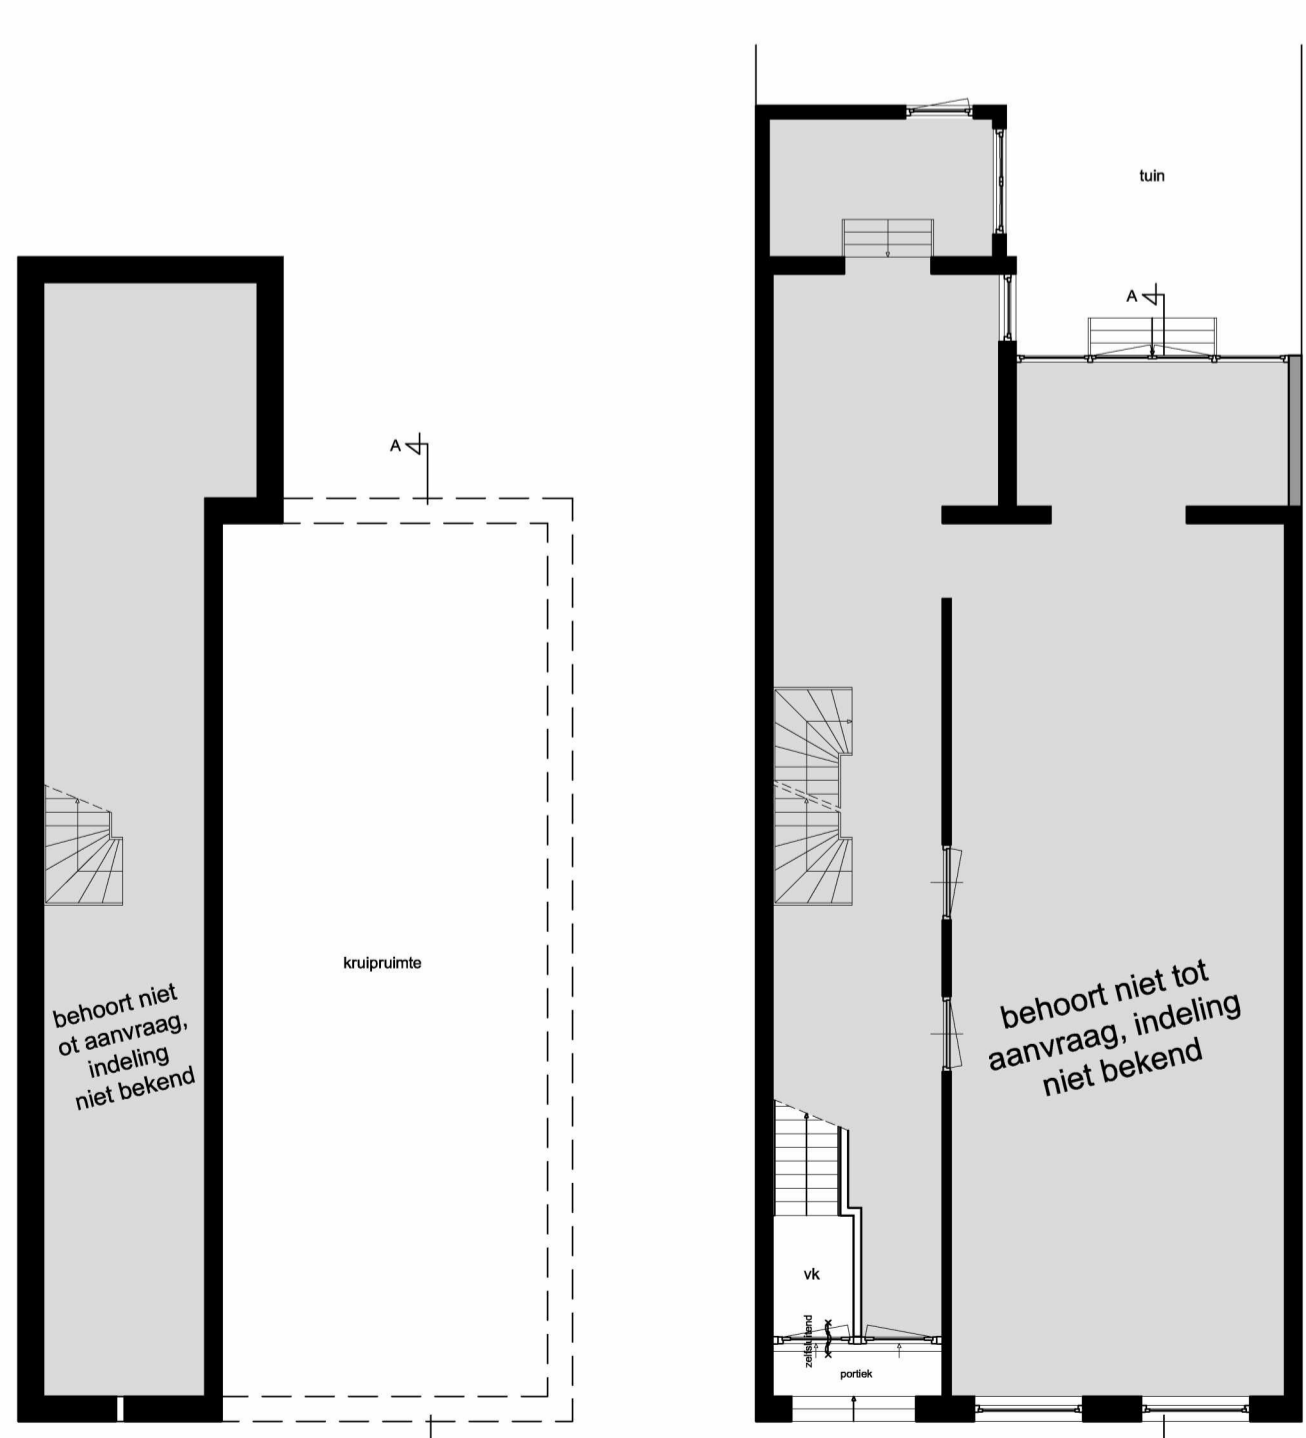 A
kruipruimte
behoort niet
ot aanvraag,
indeling
niet bekend
tuin
A
behoort niet tot
aanvraag, indeling
niet bekend
vk
zelfsluitend
portiek